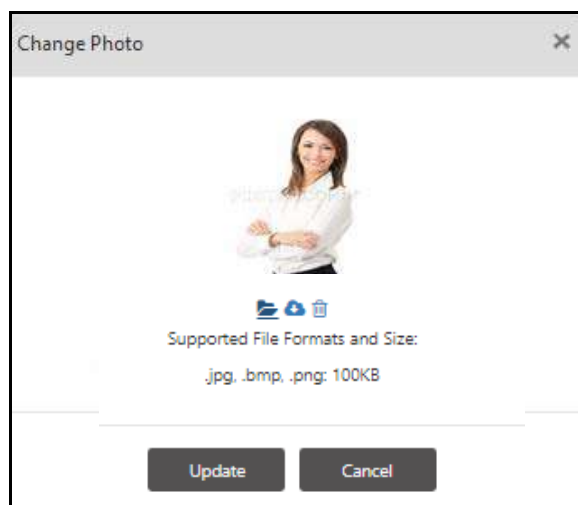 Change Photo
Supported File Formats and Size:
.jpg, .bmp, .png: 100KB
Update
Cancel